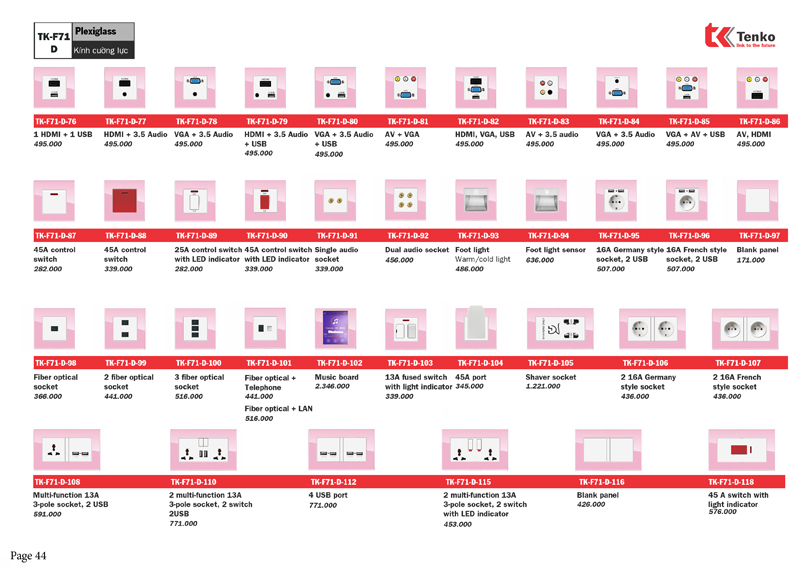 TK-F71
D
Plexiglass
Kính cường lực
Tenko
link to the future
TK-F71-D-76 TK-F71-D-77 TK-F71-D-78 TK-F71-D-79 TK-F71-D-80 TK-F71-D-81 TK-F71-D-82 TK-F71-D-83 TK-F71-D-84 TK-F71-D-85 TK-F71-D-86
1 HDMI + 1 USB
495.000
HDMI + 3.5 Audio
495.000
VGA + 3.5 Audio
495.000
HDMI + 3.5 Audio
+ USB
495.000
VGA + 3.5 Audio
+ USB
495.000
AV + VGA
495.000
HDMI, VGA, USB
495.000
AV + 3.5 audio
495.000
VGA + 3.5 Audio
495.000
VGA + AV + USB
495.000
AV, HDMI
495.000
TK-F71-D-87 TK-F71-D-88 TK-F71-D-89 TK-F71-D-90 TK-F71-D-91 TK-F71-D-92 TK-F71-D-93 TK-F71-D-94 TK-F71-D-95 TK-F71-D-96 TK-F71-D-97
45A control
switch
282.000
45A control
switch
339.000
25A control switch
with LED indicator
282.000
45A control switch
with LED indicator
339.000
Single audio
socket
339.000
Dual audio socket
456.000
Foot light
Warm/cold light
486.000
Foot light sensor
636.000
16A Germany style
socket, 2 USB
507.000
16A French style
socket, 2 USB
507.000
Blank panel
171.000
TK-F71-D-98 TK-F71-D-99 TK-F71-D-100 TK-F71-D-101 TK-F71-D-102 TK-F71-D-103 TK-F71-D-104 TK-F71-D-105 TK-F71-D-106 TK-F71-D-107
Fiber optical
socket
366.000
2 fiber optical
socket
441.000
3 fiber optical
socket
516.000
Fiber optical +
Telephone
441.000
Fiber optical + LAN
516.000
Music board
2.346.000
13A fused switch
with light indicator
339.000
45A port
345.000
Shaver socket
1.221.000
2 16A Germany
style socket
436.000
2 16A French
style socket
436.000
TK-F71-D-108 TK-F71-D-110 TK-F71-D-112 TK-F71-D-115 TK-F71-D-116 TK-F71-D-118
Multi-function 13A
3-pole socket, 2 USB
591.000
2 multi-function 13A
3-pole socket, 2 switch
2USB
771.000
4 USB port
771.000
2 multi-function 13A
3-pole socket, 2 switch
with LED indicator
453.000
Blank panel
426.000
45 A switch with
light indicator
576.000
Page 44